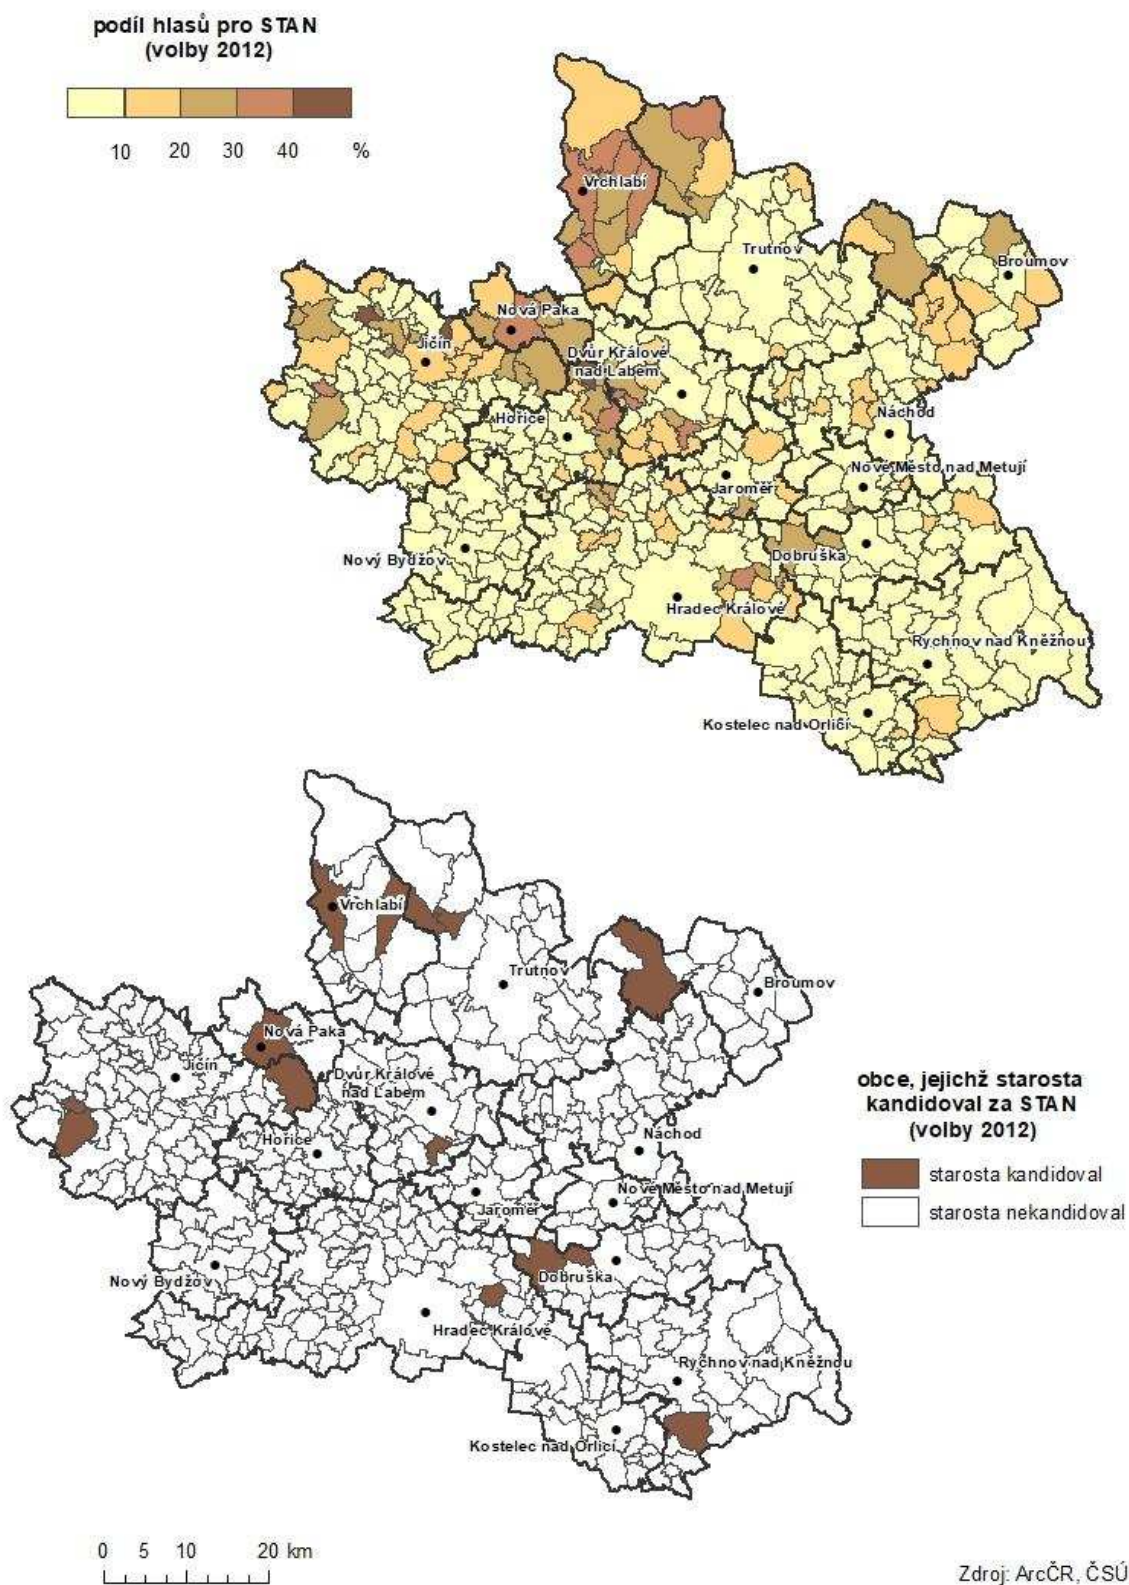 podíl hlasů pro STAN
(volby 2012)
10 20 30 40 %
Vrchlabí
Trutnov
Broumov
Nová Paka
Jičín
Dvůr Králové
nad Labem
Hořice
Náchod
Nové Město nad Metují
Jaroměř
Dobruška
Nový Bydžov
Hradec Králové
Rychnov nad Kněžnou
Kostelec nad Orlicí
Vrchlabí
Trutnov
Broumov
Nová Paka
Jičín
Dvůr Králové
nad Labem
Hořice
Náchod
Nové Město nad Metují
Jaroměř
Dobruška
Nový Bydžov
Hradec Králové
Rychnov nad Kněžnou
Kostelec nad Orlicí
obce, jejichž starosta
kandidoval za STAN
(volby 2012)
starosta kandidoval
starosta nekandidoval
0 5 10 20 km
Zdroj: ArcČR, ČSÚ